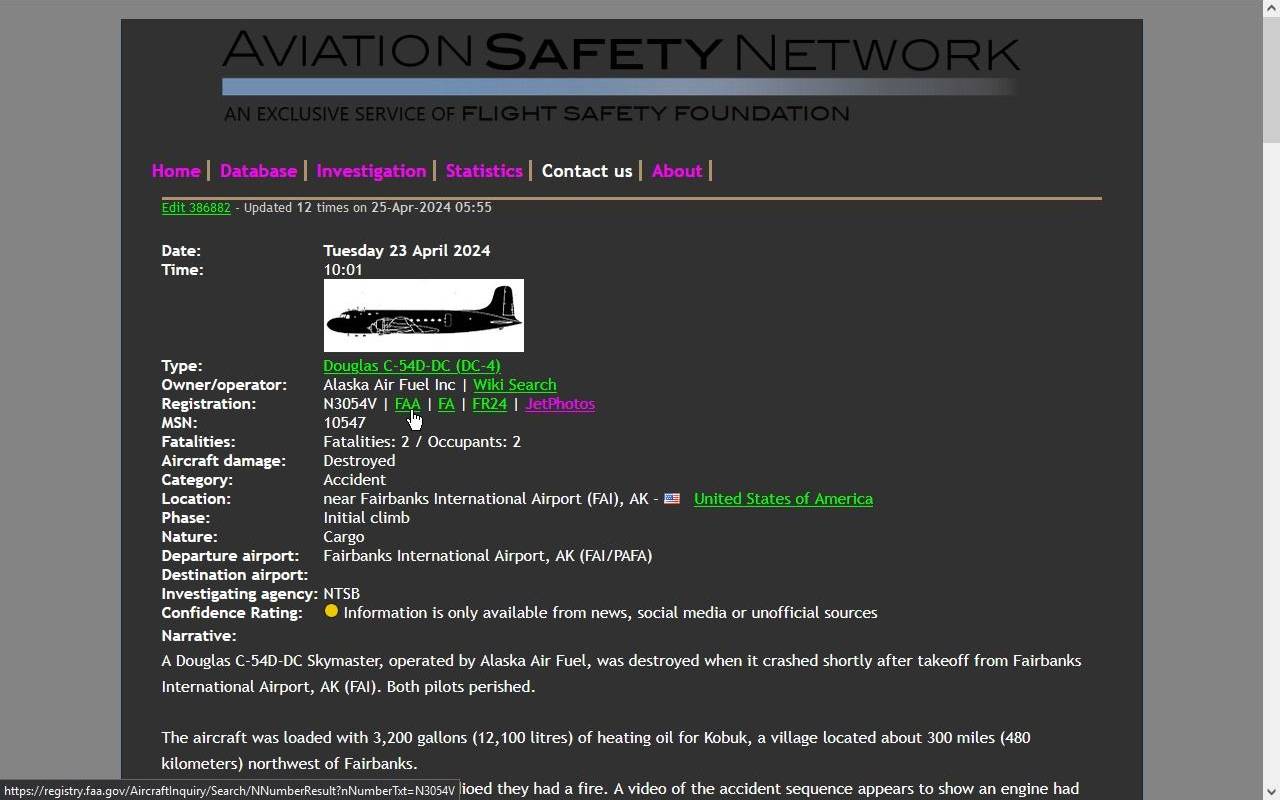 AVIATION SAFETY NETWORK
AN EXCLUSIVE SERVICE OF FLIGHT SAFETY FOUNDATION
Home | Database | Investigation | Statistics | Contact us | About |
Edit 386882 - Updated 12 times on 25-Apr-2024 05:55
Date: Tuesday 23 April 2024
Time: 10:01
Type: Douglas C-54D-DC (DC-4)
Owner/operator: Alaska Air Fuel Inc | Wiki Search
Registration: N3054V | FAA | FA | FR24 | JetPhotos
MSN: 10547
Fatalities: Fatalities: 2 / Occupants: 2
Aircraft damage: Destroyed
Category: Accident
Location: near Fairbanks International Airport (FAI), AK - United States of America
Phase: Initial climb
Nature: Cargo
Departure airport: Fairbanks International Airport, AK (FAI/PAFA)
Destination airport:
Investigating agency: NTSB
Confidence Rating: Information is only available from news, social media or unofficial sources
Narrative:
A Douglas C-54D-DC Skymaster, operated by Alaska Air Fuel, was destroyed when it crashed shortly after takeoff from Fairbanks
International Airport, AK (FAI). Both pilots perished.
The aircraft was loaded with 3,200 gallons (12,100 litres) of heating oil for Kobuk, a village located about 300 miles (480
kilometers) northwest of Fairbanks.
they had a fire. A video of the accident sequence appears to show an engine had
https://registry.faa.gov/AircraftInquiry/Search/NNumberResult?nNumberTxt=N3054V